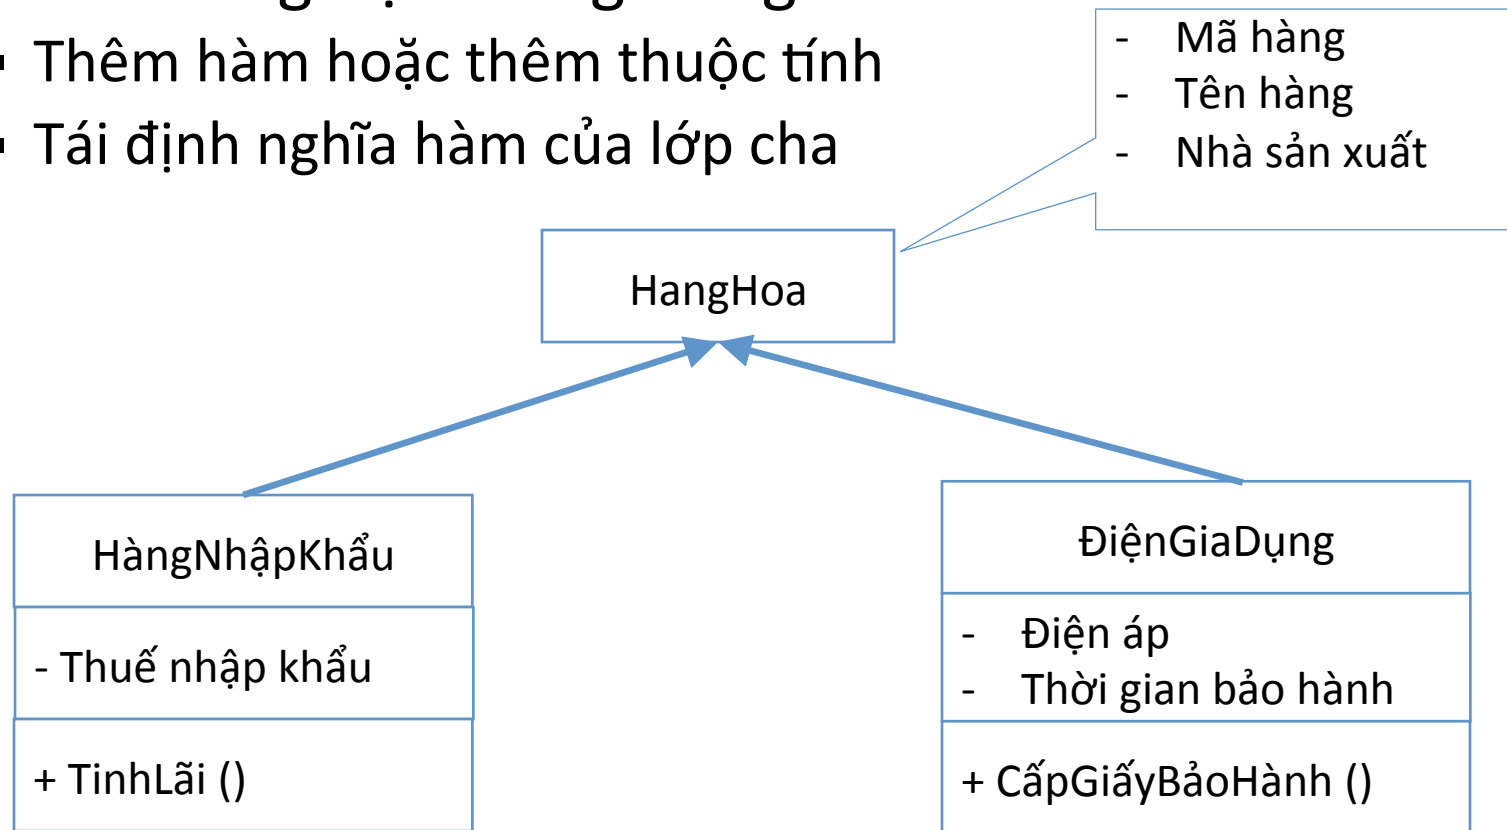 ▪ Thêm hàm hoặc thêm thuộc tính
▪ Tái định nghĩa hàm của lớp cha
- Mã hàng
- Tên hàng
- Nhà sản xuất
HangHoa
HàngNhậpKhẩu
- Thuế nhập khẩu
+ TinhLãi ()
ĐiệnGiaDụng
- Điện áp
- Thời gian bảo hành
+ CấpGiấyBảoHành ()